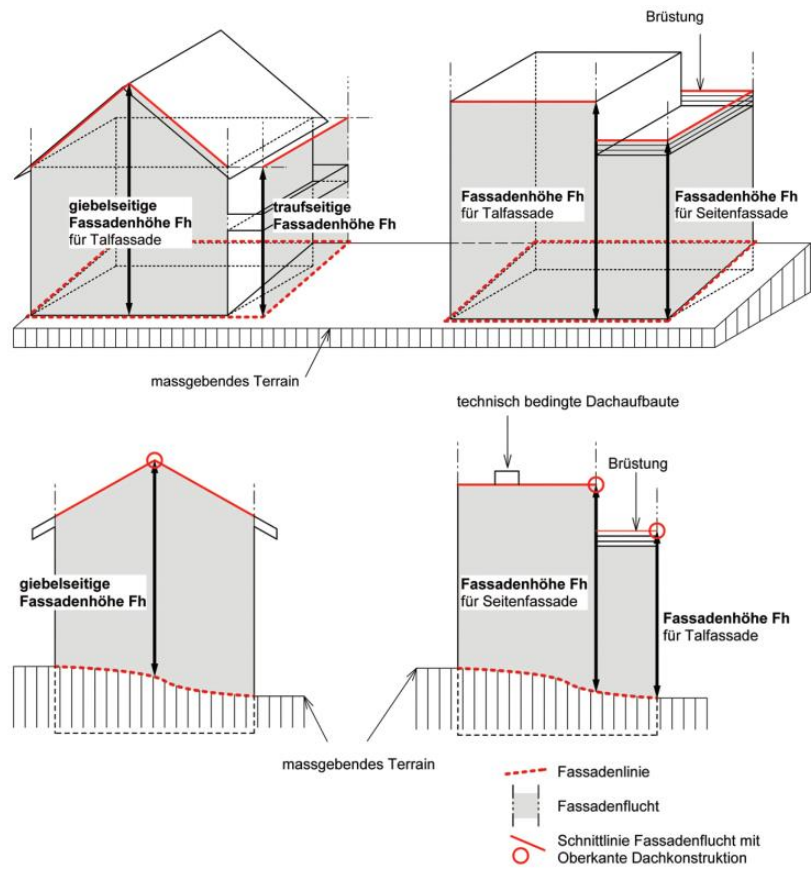 Brüstung
giebelseitige
Fassadenhöhe Fh
für Talfassade
traufseitige
Fassadenhöhe Fh
Fassadenhöhe Fh
für Talfassade
Fassadenhöhe Fh
für Seitenfassade
massgebendes Terrain
technisch bedingte Dachaufbaute
Brüstung
giebelseitige
Fassadenhöhe Fh
Fassadenhöhe Fh
für Seitenfassade
Fassadenhöhe Fh
für Talfassade
massgebendes Terrain
Fassadenlinie
Fassadenflucht
Schnittlinie Fassadenflucht mit
Oberkante Dachkonstruktion